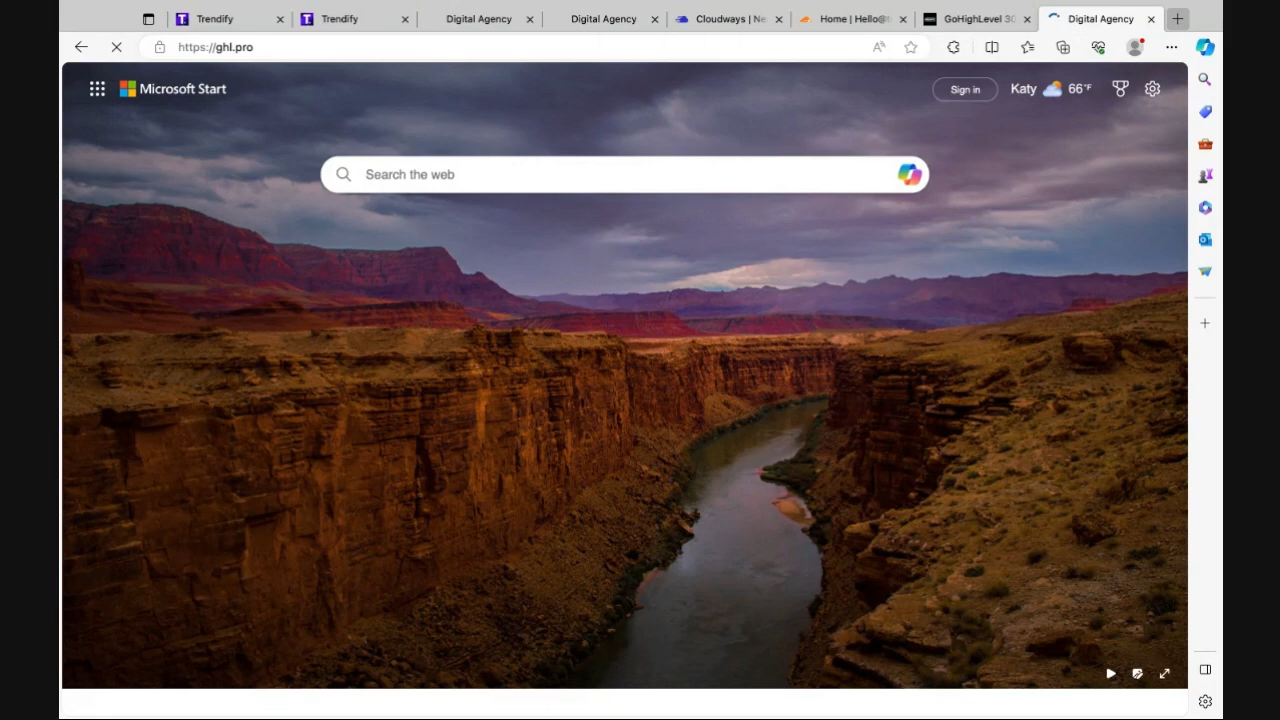 Trendify
Trendify
Digital Agency
Digital Agency
Cloudways | Ne
Home | Hello@t
GoHighLevel 30
Digital Agency
https://ghl.pro
Microsoft Start
Sign in
Katy
66°F
Search the web